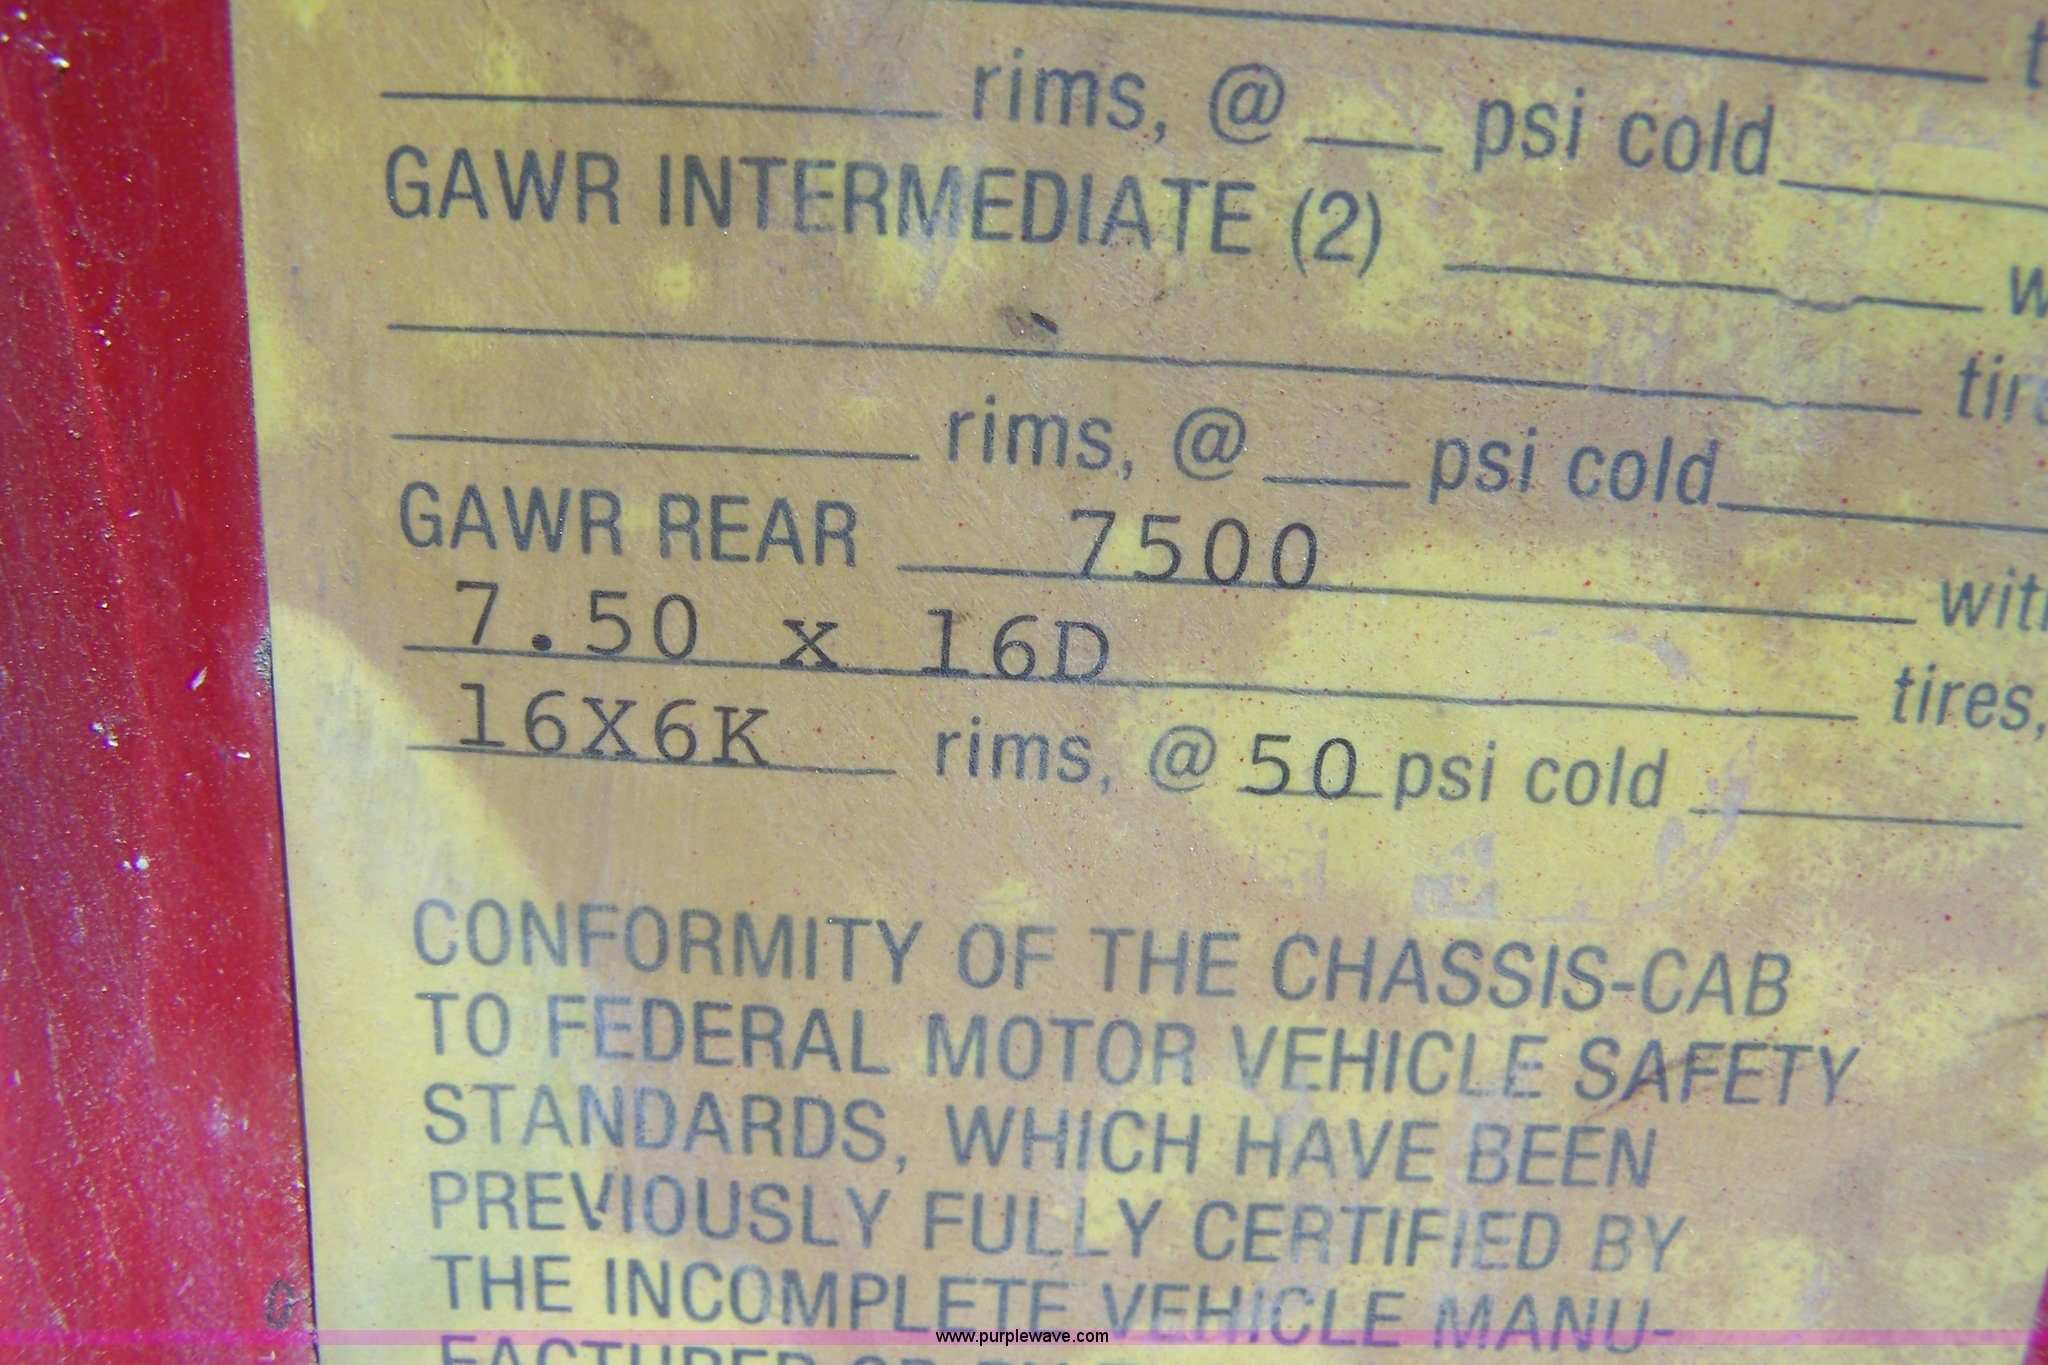 rims, @ psi cold
GAWR INTERMEDIATE (2)
rims, @ psi cold
GAWR REAR 7500 with
7.50 x 16D tires,
16X6K rims, @ 50 psi cold
CONFORMITY OF THE CHASSIS-CAB
TO FEDERAL MOTOR VEHICLE SAFETY
STANDARDS, WHICH HAVE BEEN
PREVIOUSLY FULLY CERTIFIED BY
THE INCOMPLETE VEHICLE MANU-
www.purplewave.com